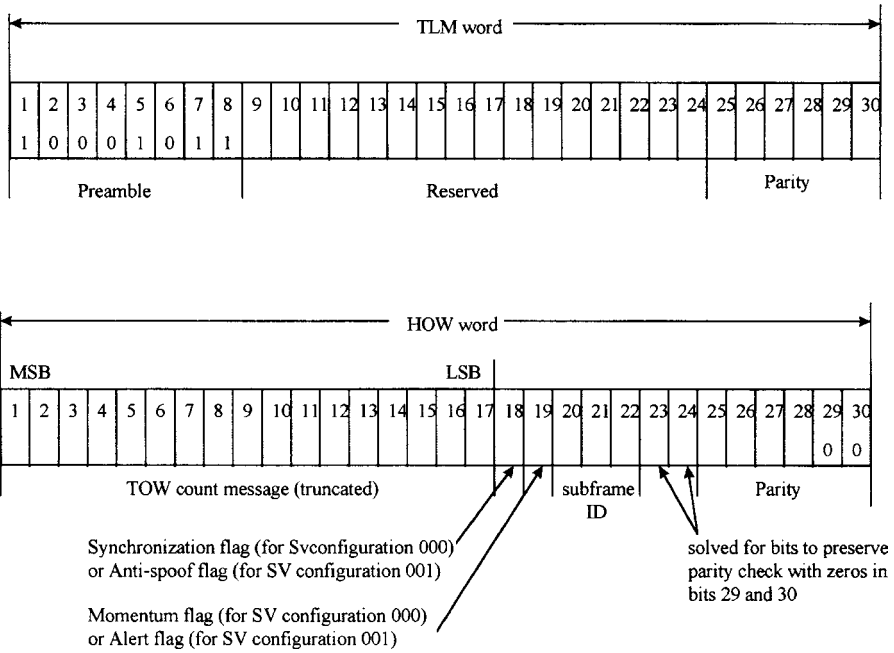 TLM word
1 2 3 4 5 6 7 8 9 10 11 12 13 14 15 16 17 18 19 20 21 22 23 24 25 26 27 28 29 30
1 0 0 0 1 0 1 1
Preamble Reserved Parity
HOW word
MSB LSB
1 2 3 4 5 6 7 8 9 10 11 12 13 14 15 16 17 18 19 20 21 22 23 24 25 26 27 28 29 30
0 0
TOW count message (truncated) subframe Parity
ID
Synchronization flag (for Svconfiguration 000)
or Anti-spoof flag (for SV configuration 001)
Momentum flag (for SV configuration 000)
or Alert flag (for SV configuration 001)
solved for bits to preserve
parity check with zeros in
bits 29 and 30